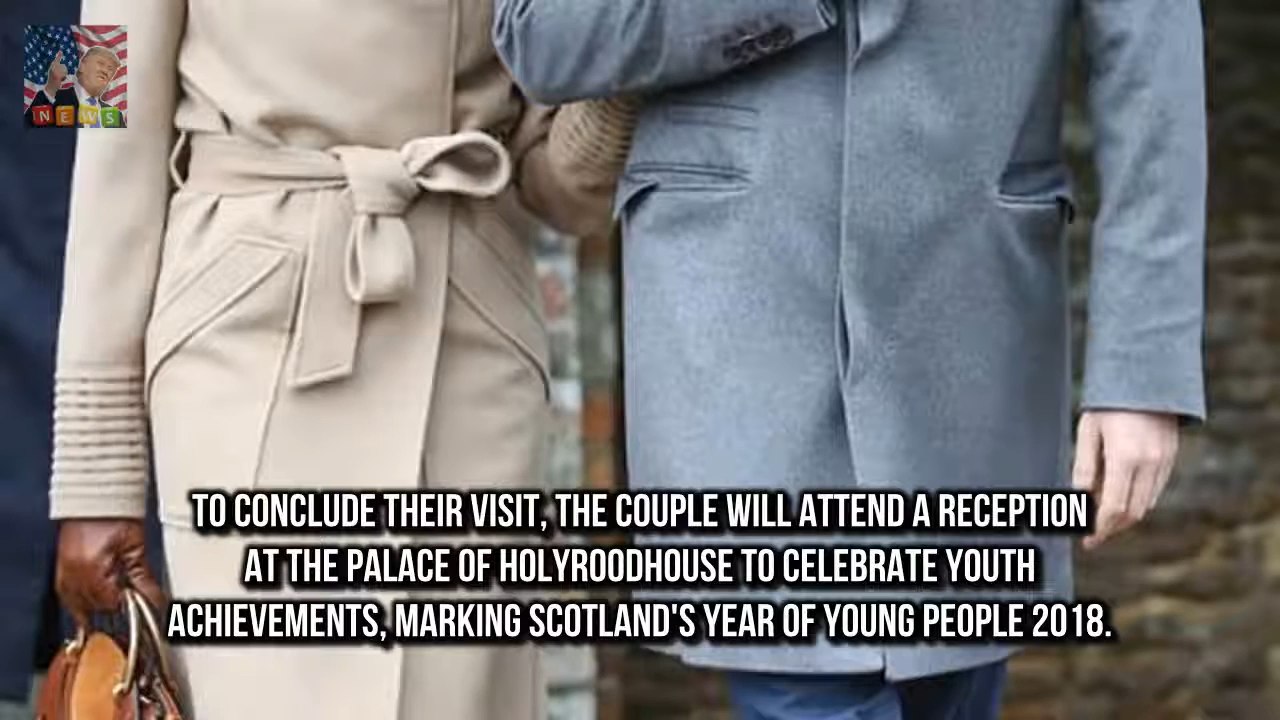 NEWS
TO CONCLUDE THEIR VISIT, THE COUPLE WILL ATTEND A RECEPTION
AT THE PALACE OF HOLYROODHOUSE TO CELEBRATE YOUTH
ACHIEVEMENTS, MARKING SCOTLAND'S YEAR OF YOUNG PEOPLE 2018.